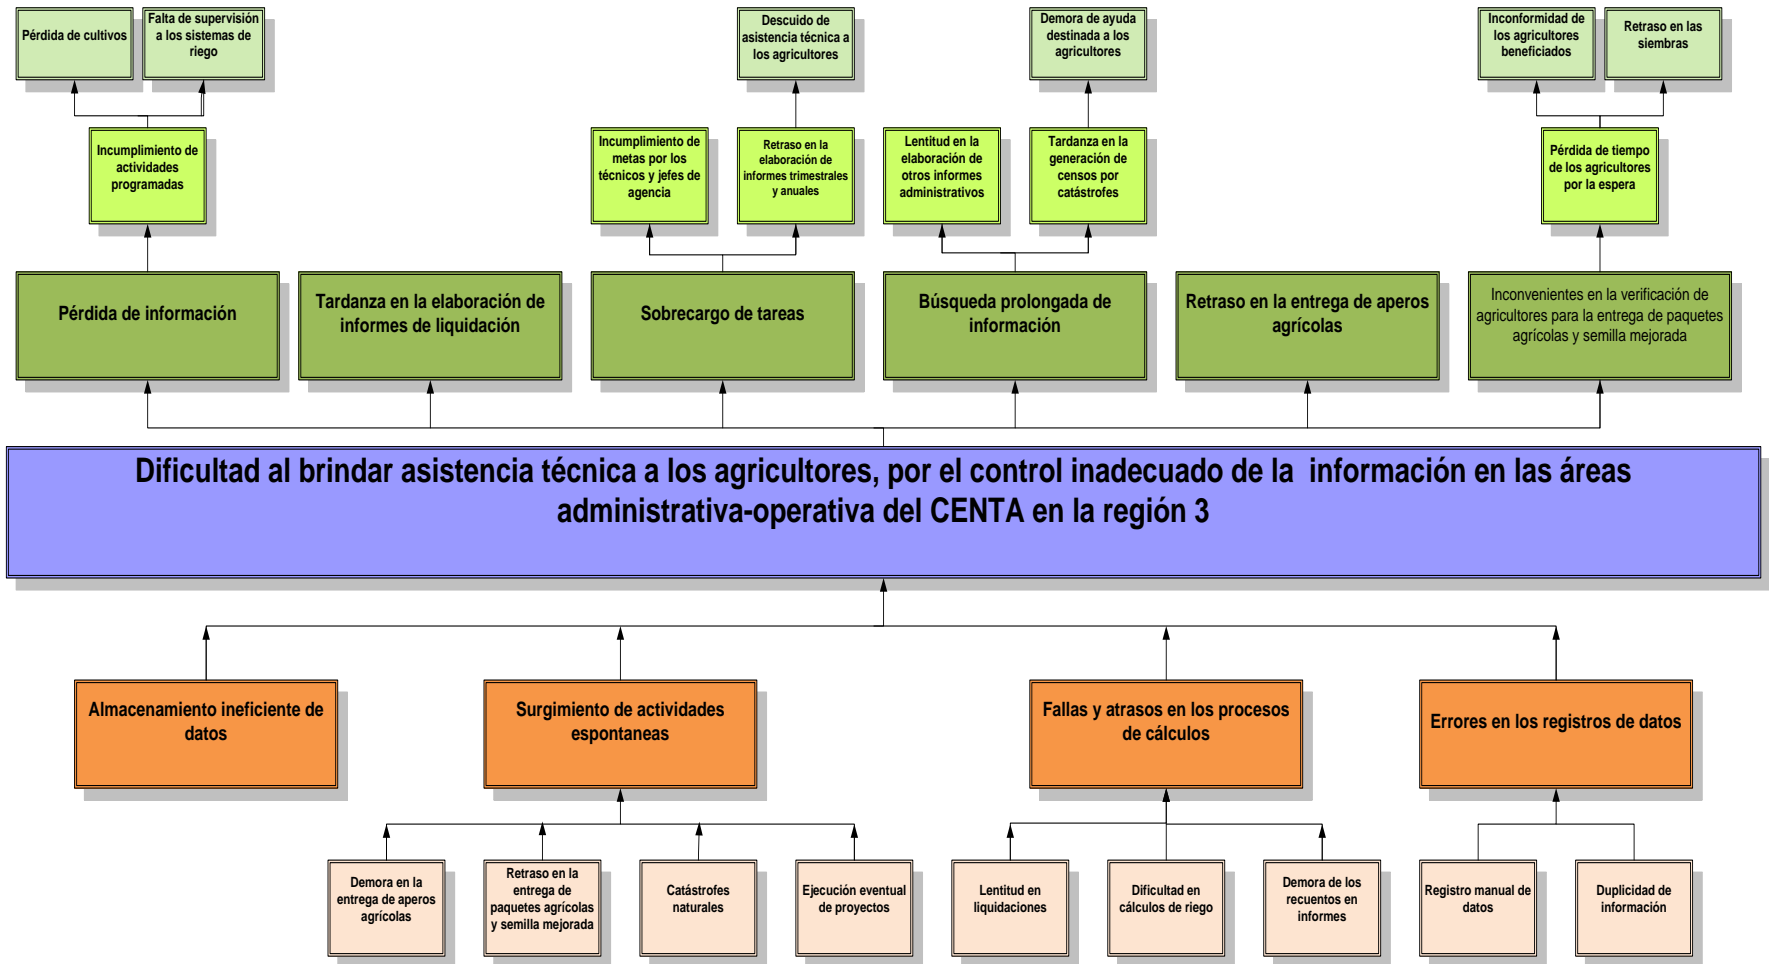 Pérdida de cultivos
Falta de supervisión
a los sistemas de
riego
Descuido de
asistencia técnica a
los agricultores
Demora de ayuda
destinada a los
agricultores
Inconformidad de
los agricultores
beneficiados
Retraso en las
siembras
Incumplimiento de
actividades
programadas
Incumplimiento de
metas por los
técnicos y jefes de
agencia
Retraso en la
elaboración de
informes trimestrales
y anuales
Lentitud en la
elaboración de
otros informes
administrativos
Tardanza en la
generación de
censos por
catástrofes
Pérdida de tiempo
de los agricultores
por la espera
Pérdida de información
Tardanza en la elaboración de
informes de liquidación
Sobrecargo de tareas
Búsqueda prolongada de
información
Retraso en la entrega de aperos
agrícolas
Inconvenientes en la verificación de
agricultores para la entrega de paquetes
agrícolas y semilla mejorada
Dificultad al brindar asistencia técnica a los agricultores, por el control inadecuado de la  información en las áreas
administrativa-operativa del CENTA en la región 3
Almacenamiento ineficiente de
datos
Surgimiento de actividades
espontaneas
Fallas y atrasos en los procesos
de cálculos
Errores en los registros de datos
Demora en la
entrega de aperos
agrícolas
Retraso en la
entrega de
paquetes agrícolas
y semilla mejorada
Catástrofes
naturales
Ejecución eventual
de proyectos
Lentitud en
liquidaciones
Dificultad en
cálculos de riego
Demora de los
recuentos en
informes
Registro manual de
datos
Duplicidad de
información